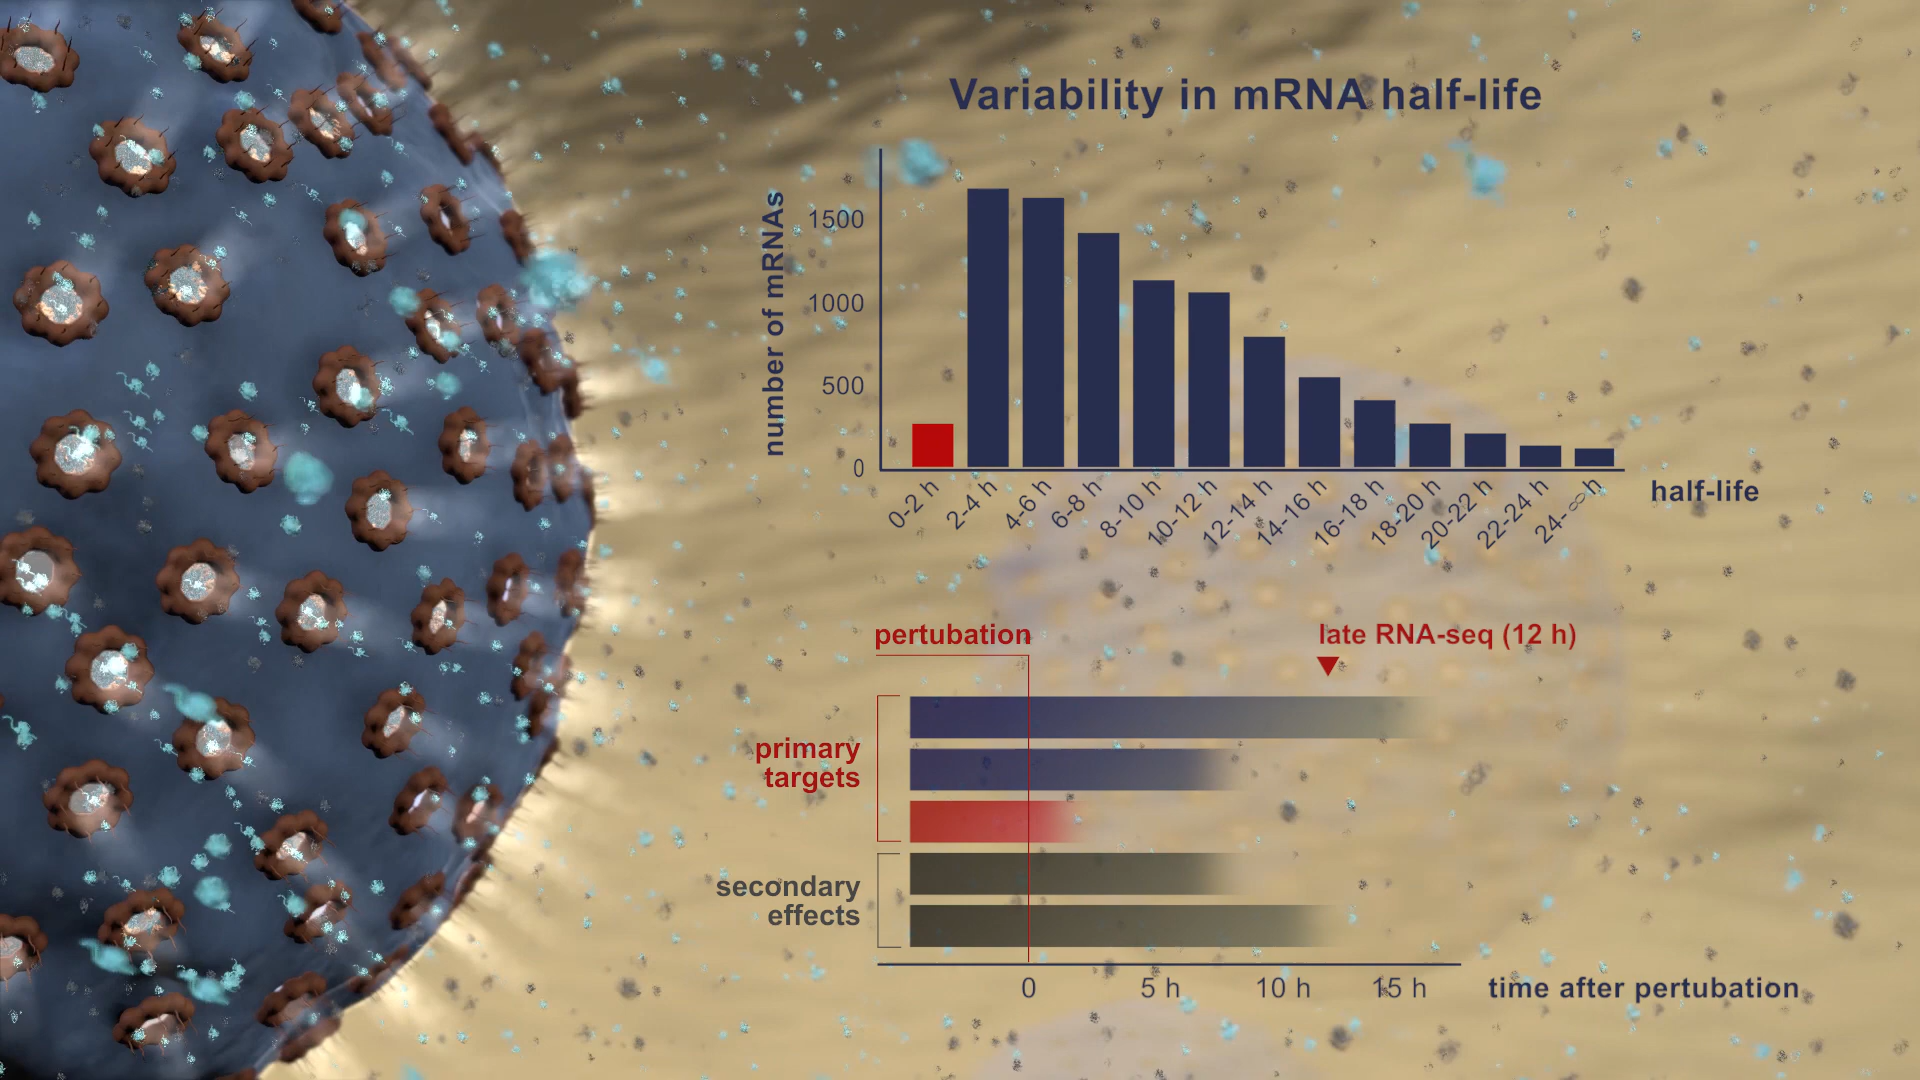 Variability in mRNA half-life
number of mRNAs
1500
1000
500
0
0-2 h
2-4 h
4-6 h
6-8 h
8-10 h
10-12 h
12-14 h
14-16 h
16-18 h
18-20 h
20-22 h
22-24 h
24-∞ h
half-life
pertubation
late RNA-seq (12 h)
primary
targets
secondary
effects
0
5 h
10 h
15 h
time after pertubation